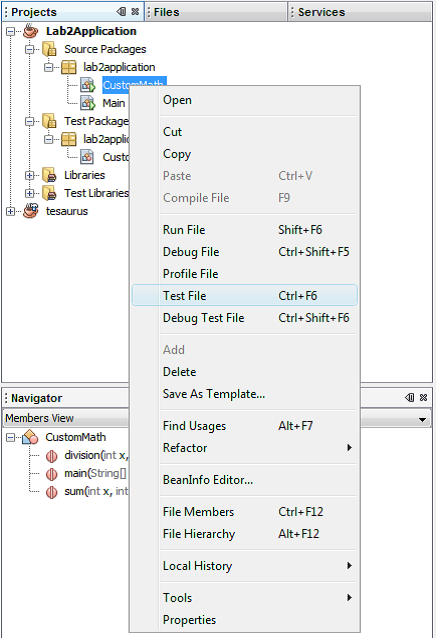 Projects
Files
Services
Lab2Application
Source Packages
lab2application
CustomMath
Main
Test Package
lab2applic
Custo
Libraries
Test Libraries
tesaurus
Open
Cut
Copy
Paste Ctrl+V
Compile File F9
Run File Shift+F6
Debug File Ctrl+Shift+F5
Profile File
Test File Ctrl+F6
Debug Test File Ctrl+Shift+F6
Add
Delete
Save As Template...
Find Usages Alt+F7
Refactor
BeanInfo Editor...
File Members Ctrl+F12
File Hierarchy Alt+F12
Local History
Tools
Properties
Navigator
Members View
CustomMath
division(int x,
main(String[]
sum(int x, int